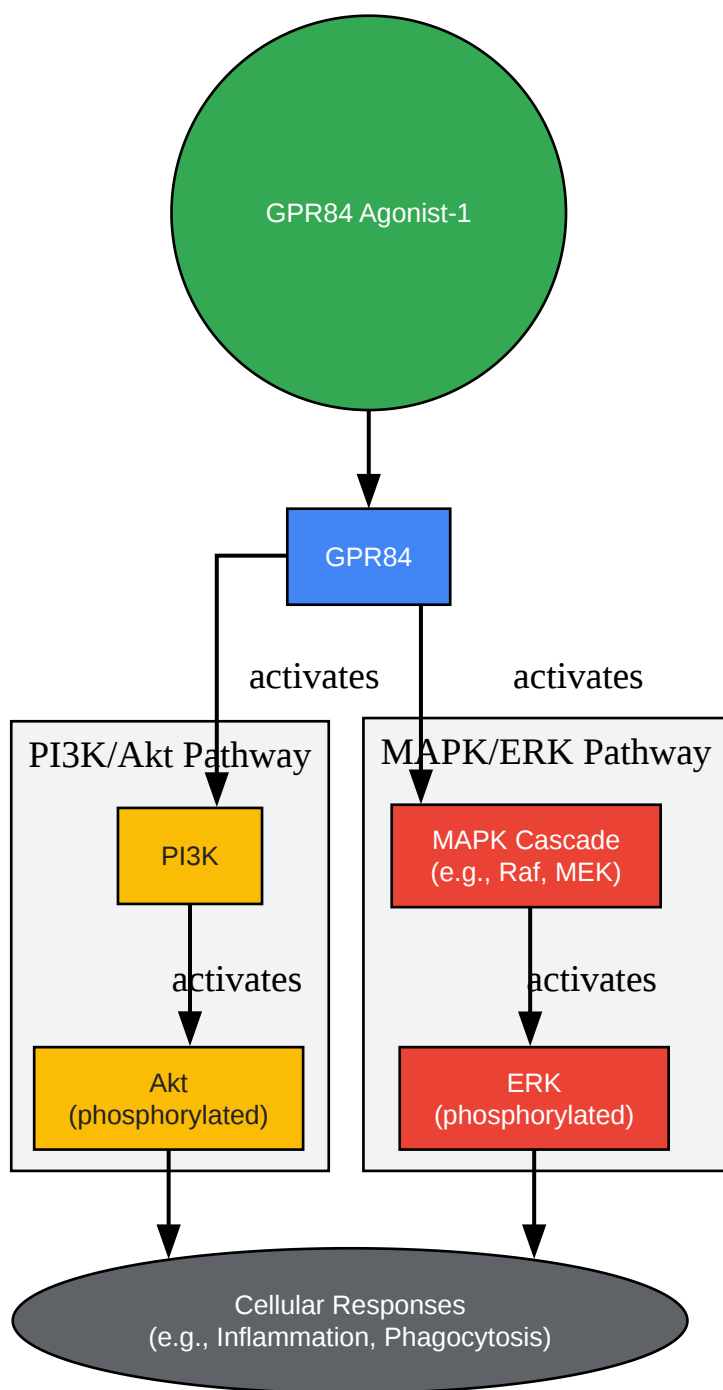 GPR84 Agonist-1
GPR84
activates
activates
PI3K/Akt Pathway
MAPK/ERK Pathway
PI3K
MAPK Cascade
(e.g., Raf, MEK)
activates
activates
Akt
(phosphorylated)
ERK
(phosphorylated)
Cellular Responses
(e.g., Inflammation, Phagocytosis)